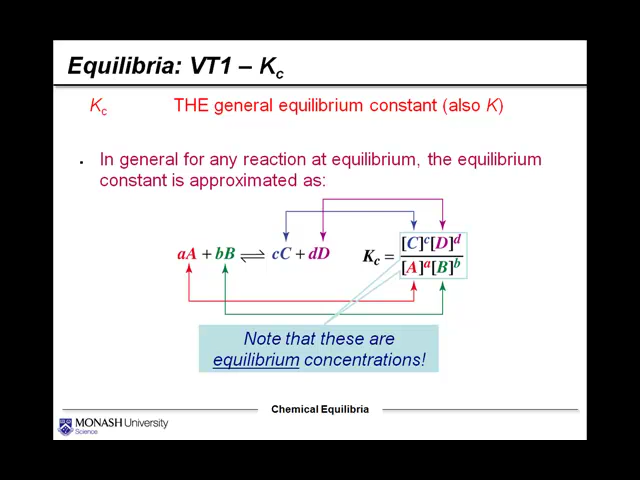 Equilibria: VT1 – Kc
Kc THE general equilibrium constant (also K)
. In general for any reaction at equilibrium, the equilibrium
constant is approximated as:
aA + bB ⇌ cC + dD Kc = [C]^c[D]^d / [A]^a[B]^b
Note that these are
equilibrium concentrations!
Chemical Equilibria
MONASH University
Science